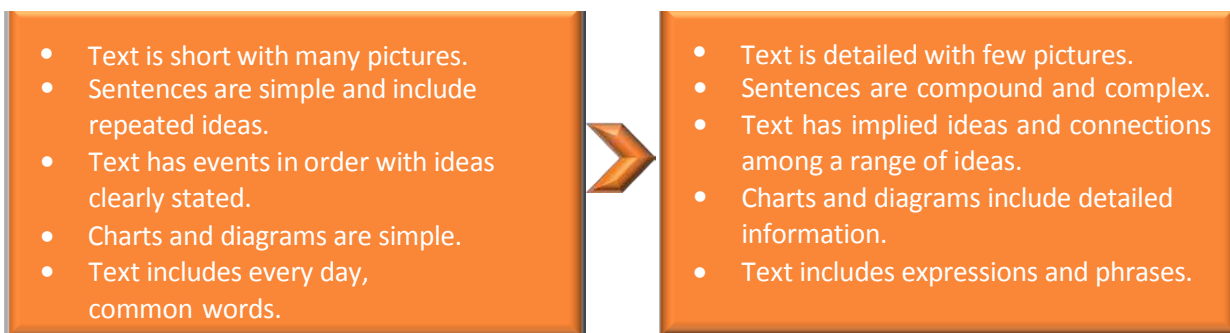 • Text is short with many pictures.
• Sentences are simple and include
repeated ideas.
• Text has events in order with ideas
clearly stated.
• Charts and diagrams are simple.
• Text includes every day,
common words.
• Text is detailed with few pictures.
• Sentences are compound and complex.
• Text has implied ideas and connections
among a range of ideas.
• Charts and diagrams include detailed
information.
• Text includes expressions and phrases.